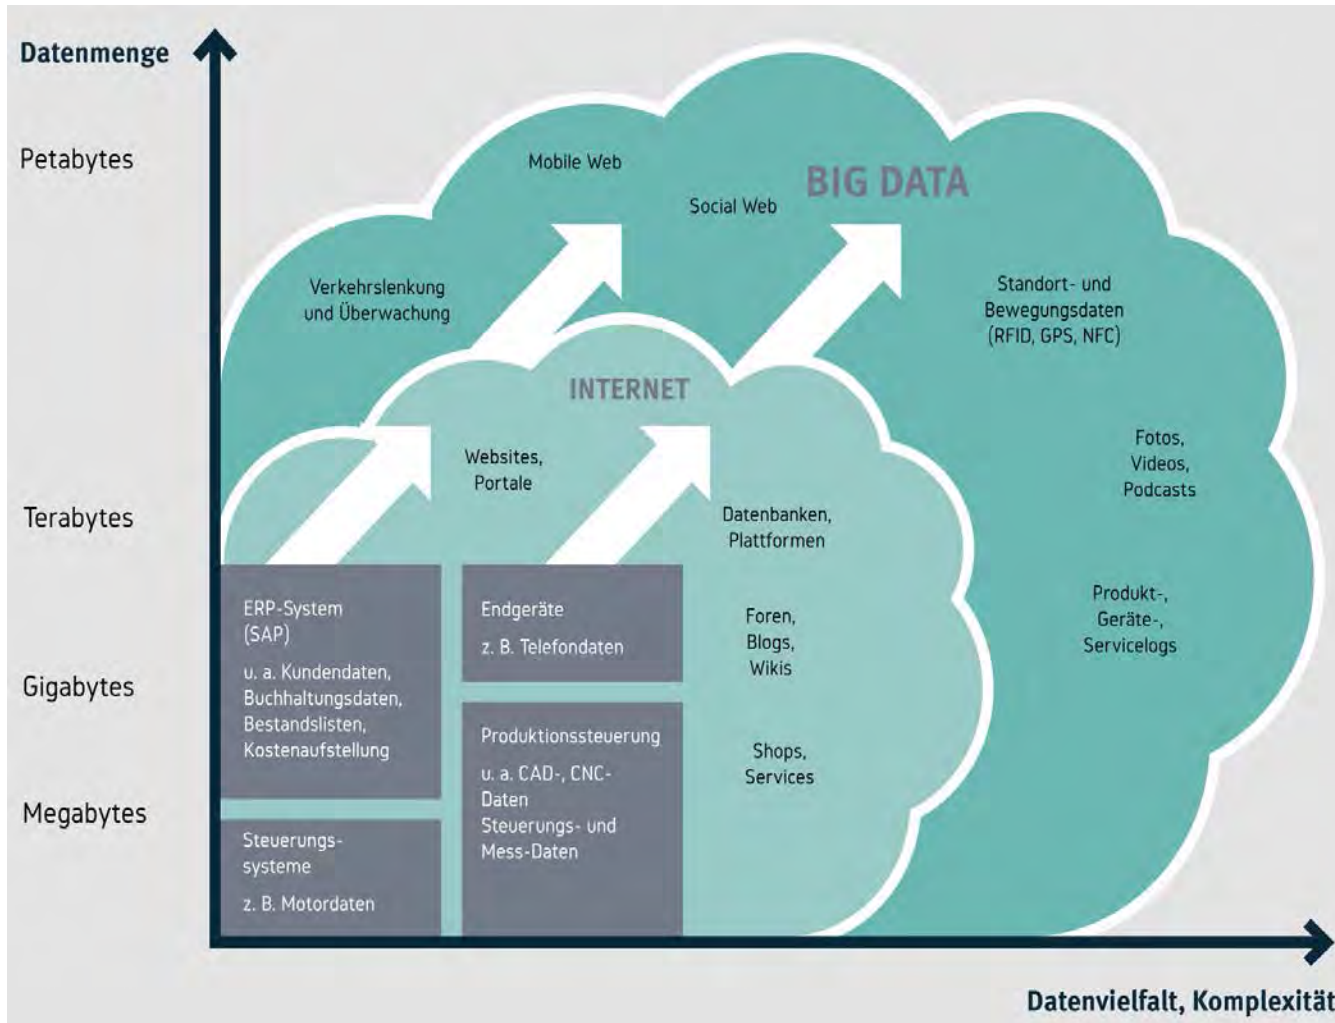 Datenmenge
Petabytes
Terabytes
Gigabytes
Megabytes
Mobile Web
Social Web
BIG DATA
Verkehrslenkung
und Überwachung
Standort- und
Bewegungsdaten
(RFID, GPS, NFC)
Fotos,
Videos,
Podcasts
Produkt-,
Geräte-,
Servicelogs
INTERNET
Websites,
Portale
Datenbanken,
Plattformen
Foren,
Blogs,
Wikis
Shops,
Services
ERP-System
(SAP)
u. a. Kundendaten,
Buchhaltungsdaten,
Bestandslisten,
Kostenaufstellung
Steuerungs-
systeme
z. B. Motordaten
Endgeräte
z. B. Telefondaten
Produktionssteuerung
u. a. CAD-, CNC-
Daten
Steuerungs- und
Mess-Daten
Datenvielfalt, Komplexität